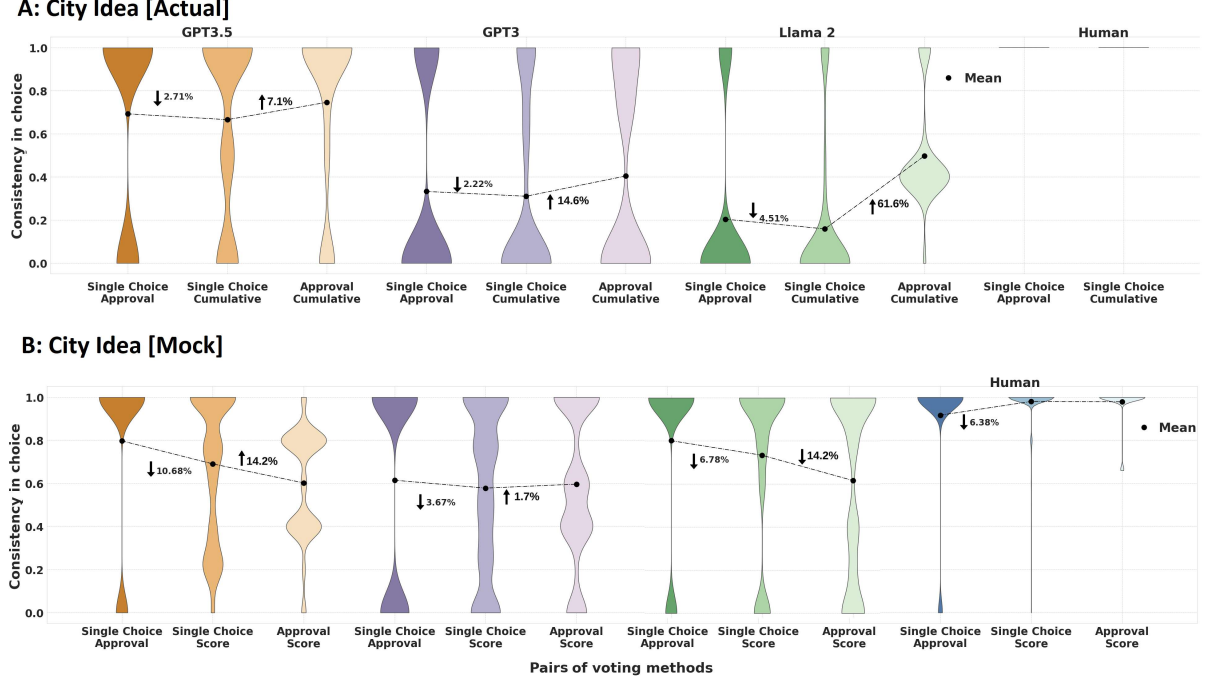 A: City Idea [Actual]
GPT3.5 GPT3 Llama 2 Human
Consistency in choice
1.0
0.8
0.6
0.4
0.2
0.0
2.71% 7.1% 2.22% 14.6% 4.51% 61.6%
Mean
Single Choice Approval
Single Choice Cumulative
Approval Cumulative
Single Choice Approval
Single Choice Cumulative
Approval Cumulative
Single Choice Approval
Single Choice Cumulative
Approval Cumulative
Single Choice Approval
Single Choice Cumulative
B: City Idea [Mock]
Human
Consistency in choice
1.0
0.8
0.6
0.4
0.2
0.0
10.68% 14.2% 3.67% 1.7% 6.78% 14.2% 6.38%
Mean
Single Choice Approval
Single Choice Score
Approval Score
Single Choice Approval
Single Choice Score
Approval Score
Single Choice Approval
Single Choice Score
Approval Score
Single Choice Approval
Single Choice Score
Approval Score
Pairs of voting methods